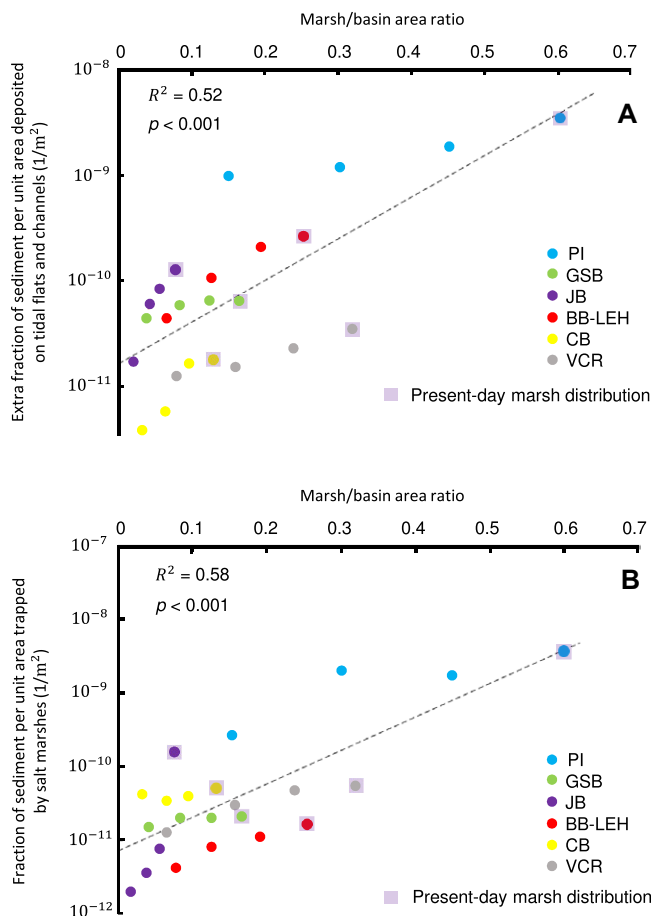 Marsh/basin area ratio
0 0.1 0.2 0.3 0.4 0.5 0.6 0.7
10⁻⁸
R² = 0.52
A
p < 0.001
10⁻⁹
Extra fraction of sediment per unit area deposited
on tidal flats and channels (1/m²)
PI
10⁻¹⁰
GSB
JB
BB-LEH
CB
VCR
10⁻¹¹
Present-day marsh distribution
Marsh/basin area ratio
0 0.1 0.2 0.3 0.4 0.5 0.6 0.7
10⁻⁷
R² = 0.58
B
p < 0.001
10⁻⁸
10⁻⁹
Fraction of sediment per unit area trapped
by salt marshes (1/m²)
10⁻¹⁰
PI
GSB
JB
10⁻¹¹
BB-LEH
CB
VCR
Present-day marsh distribution
10⁻¹²